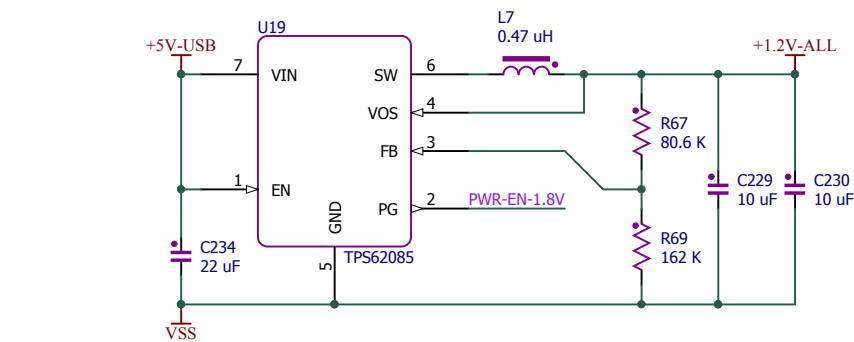 U19
L7
0.47 uH
+5V-USB
+1.2V-ALL
7
VIN
SW
6
VOS
4
FB
3
R67
80.6 K
1
EN
PG
2
PWR-EN-1.8V
C229
10 uF
C230
10 uF
GND
5
TPS62085
C234
22 uF
R69
162 K
VSS